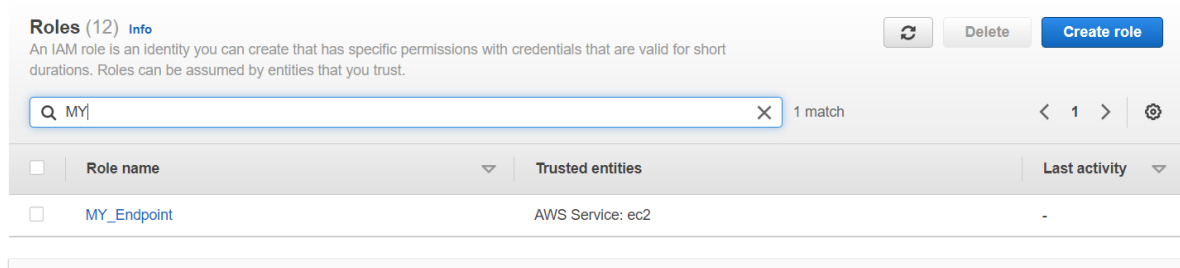 Roles (12) Info
An IAM role is an identity you can create that has specific permissions with credentials that are valid for short
durations. Roles can be assumed by entities that you trust.
Delete
Create role
MY
1 match
1
Role name
Trusted entities
Last activity
MY_Endpoint
AWS Service: ec2
-